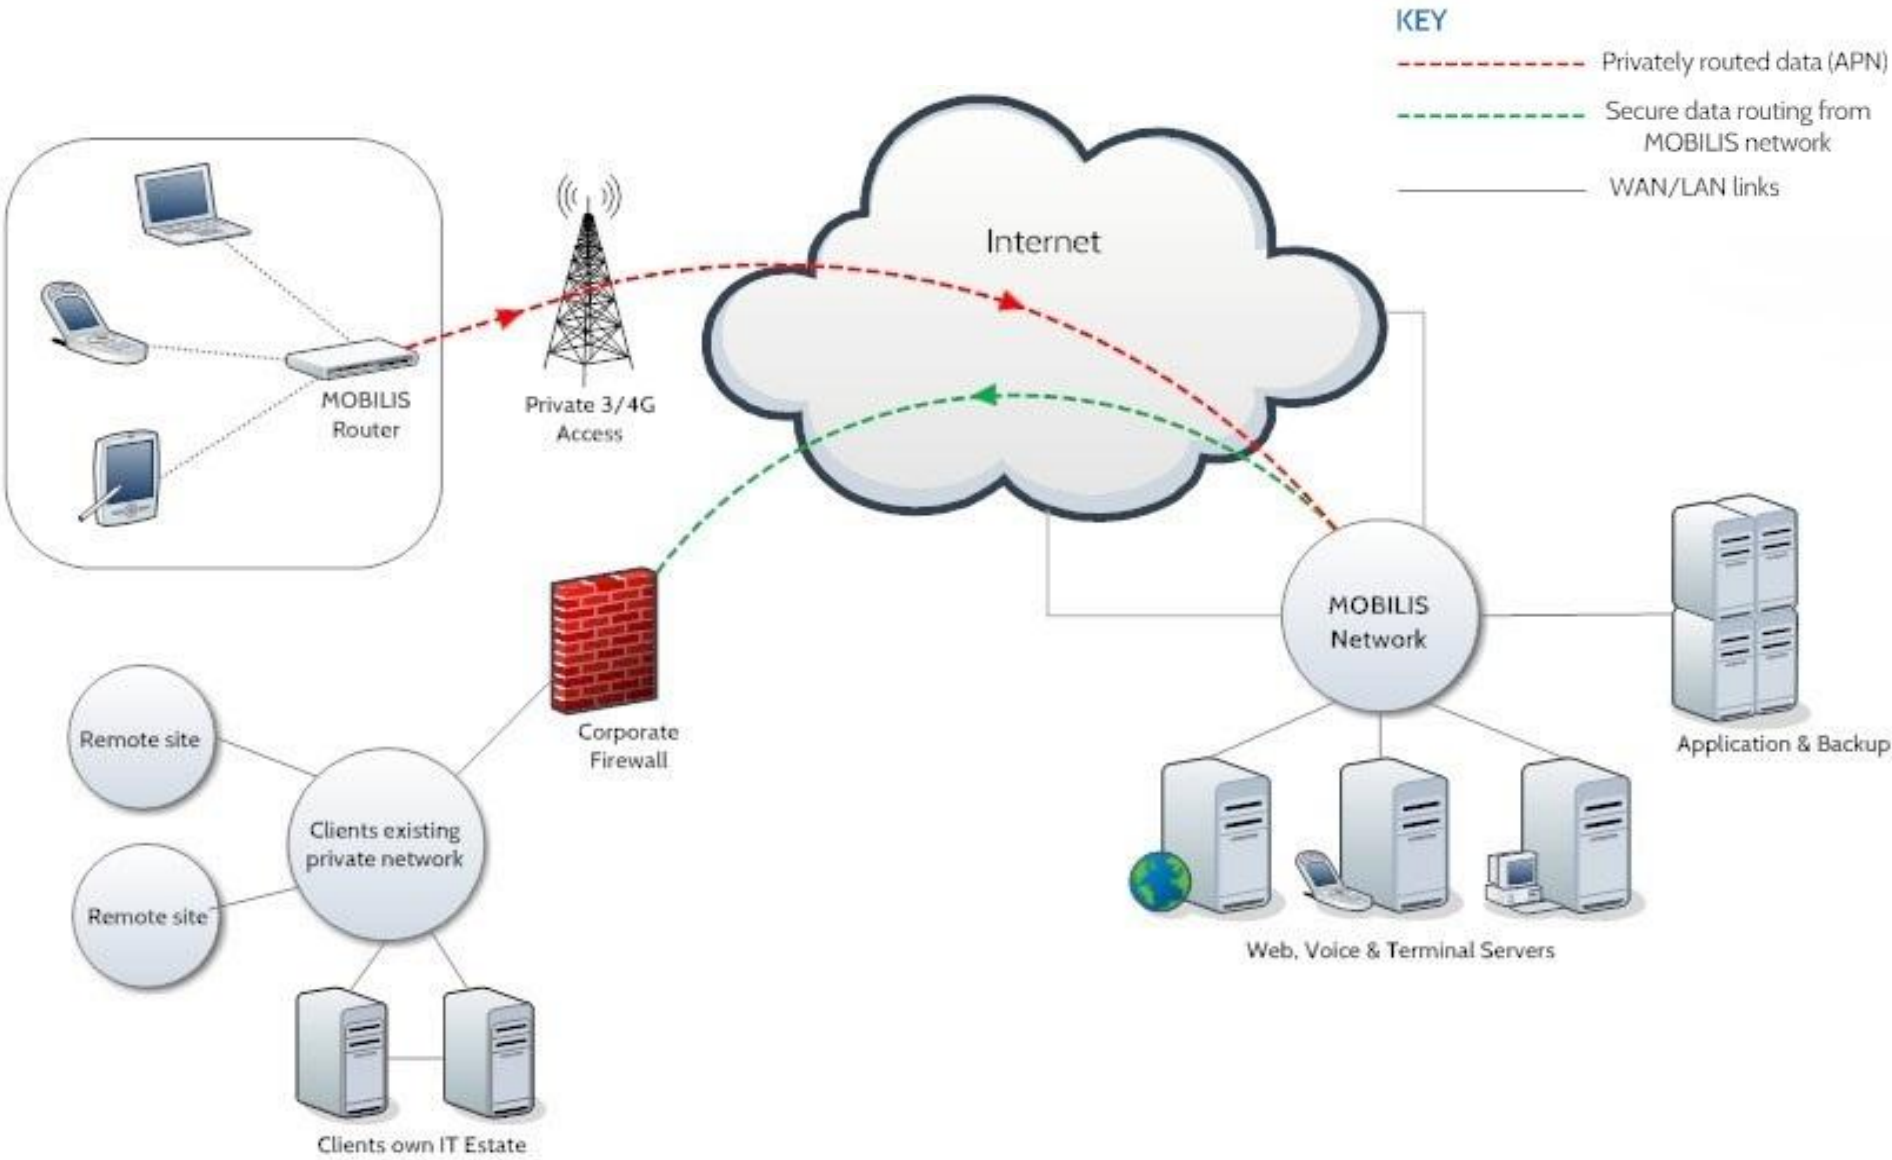 KEY
Privately routed data (APN)
Secure data routing from
MOBILIS network
WAN/LAN links
Internet
MOBILIS
Router
Private 3/4G
Access
MOBILIS
Network
Corporate
Firewall
Application & Backup
Remote site
Clients existing
private network
Remote site
Web, Voice & Terminal Servers
Clients own IT Estate